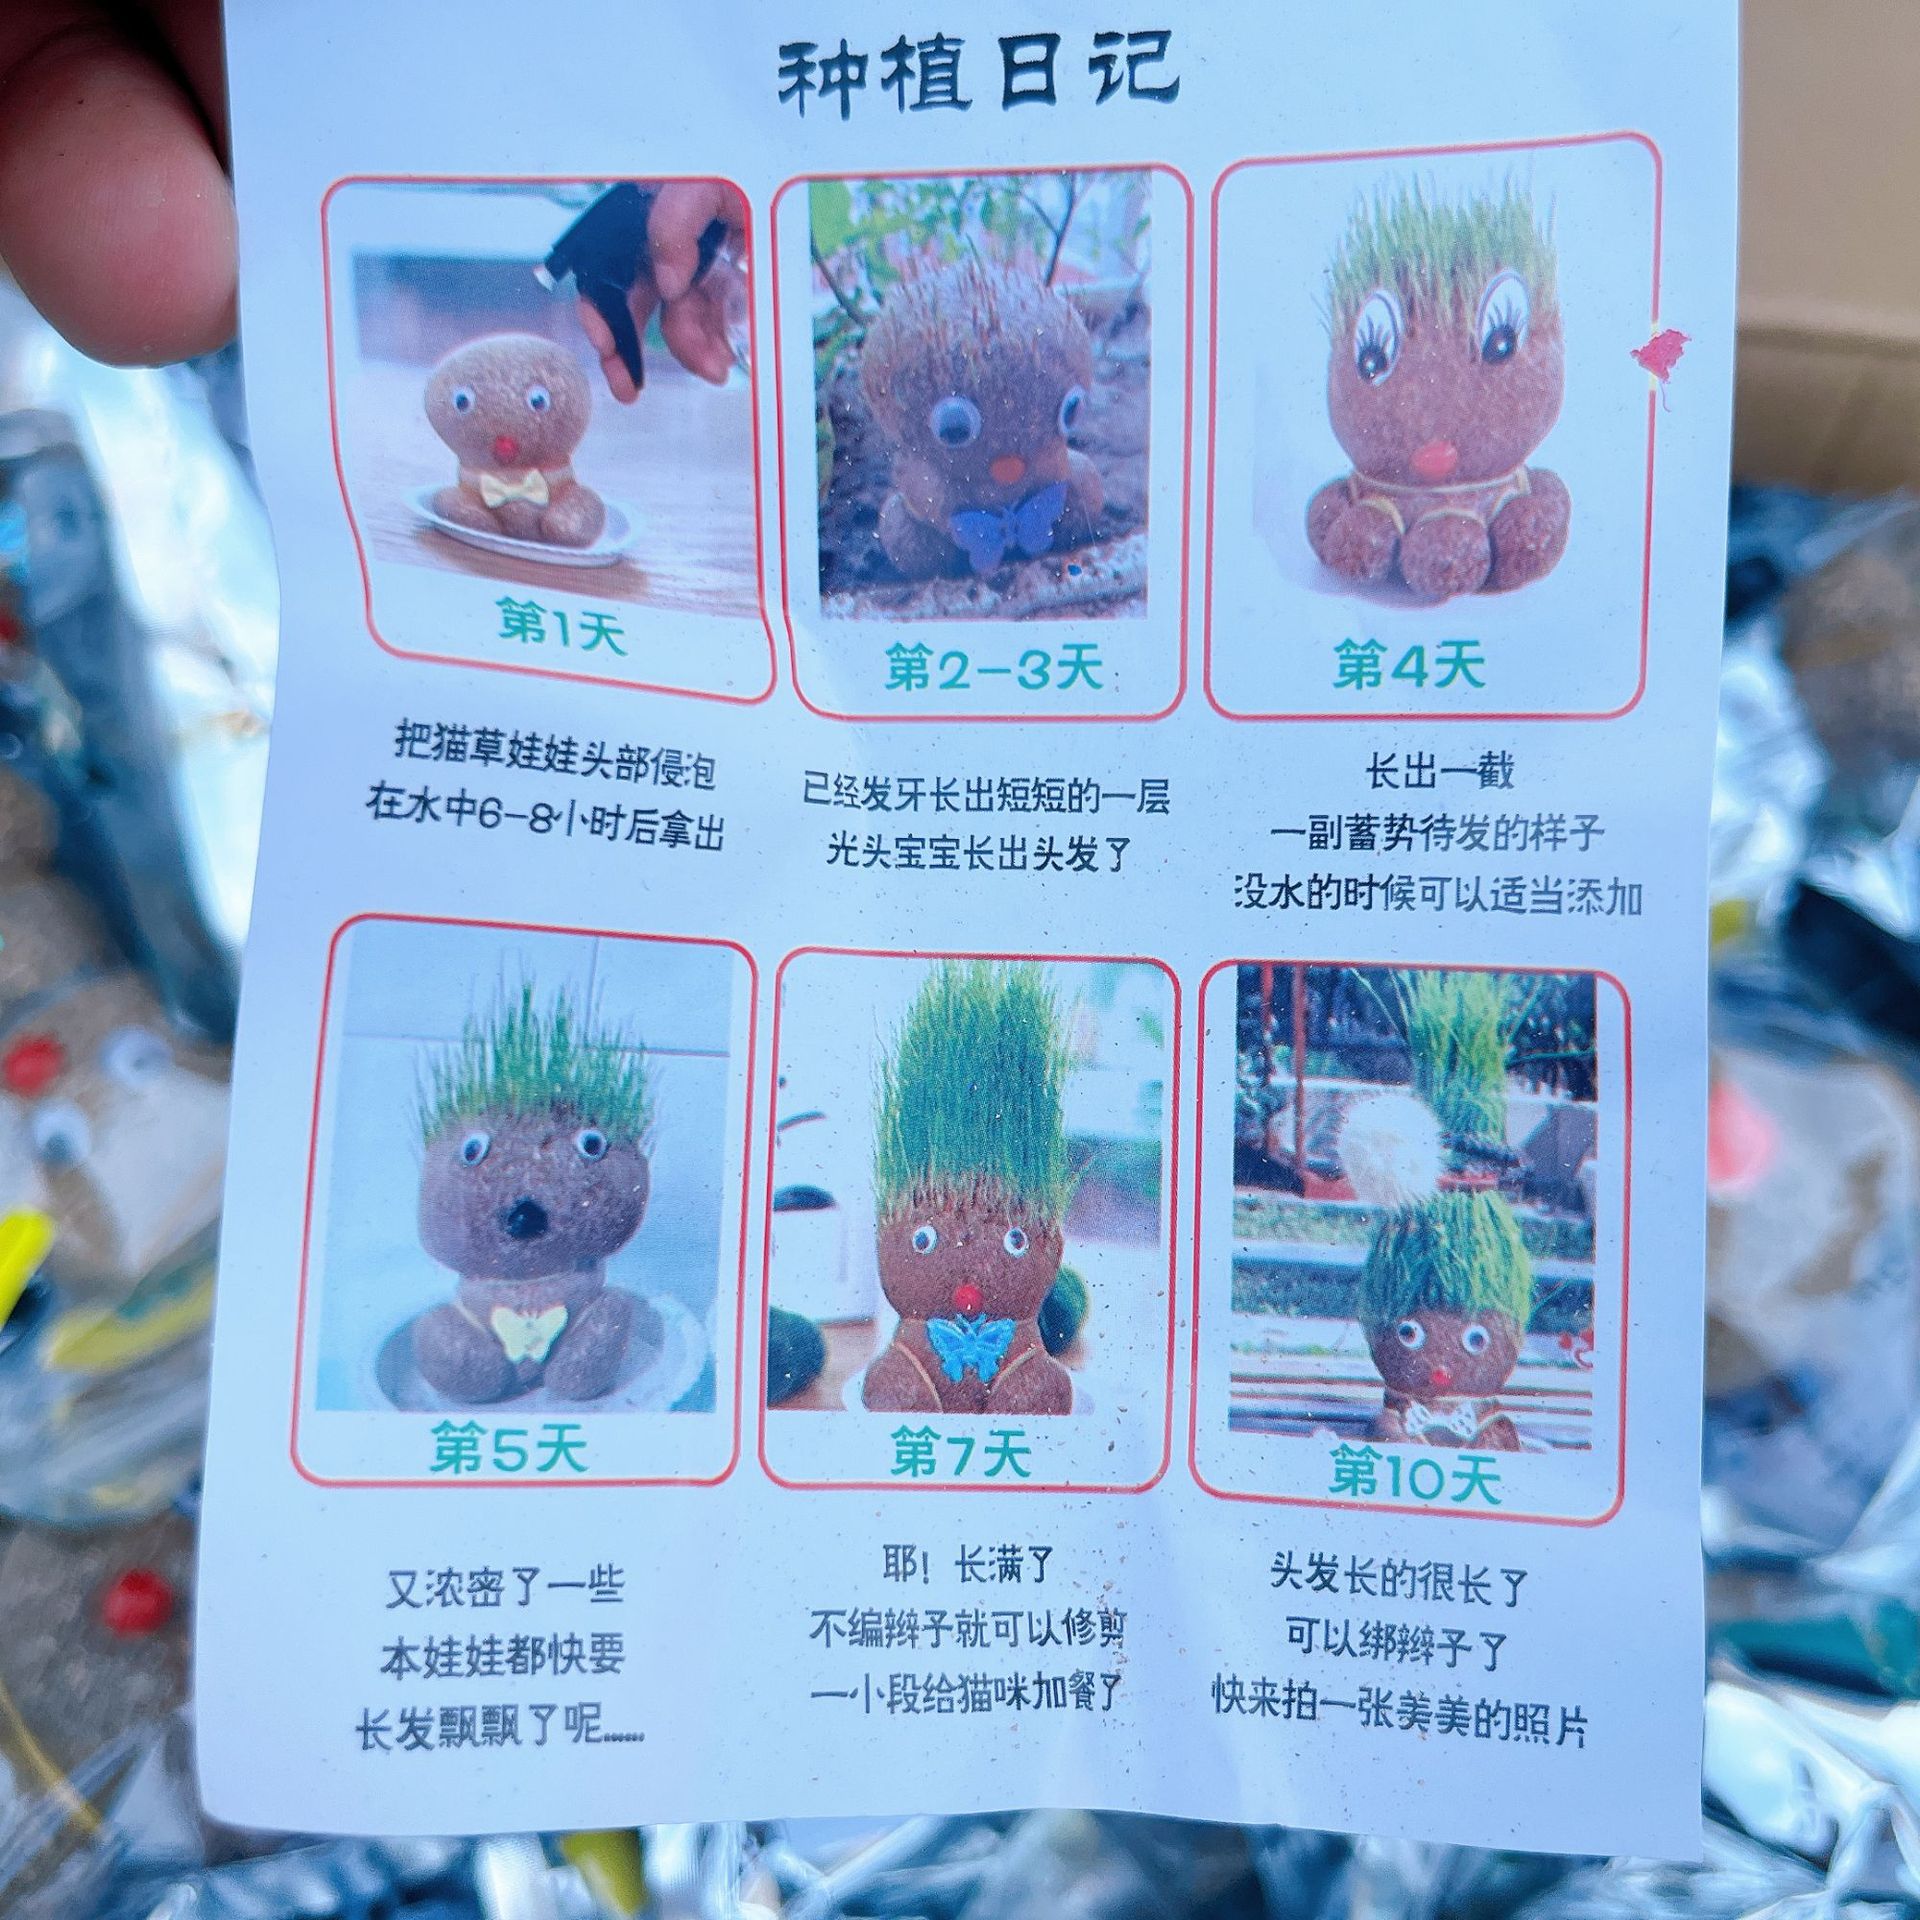 种植日记
第1天
把猫草娃娃头部侵泡
在水中6-8小时后拿出
第2-3天
已经发牙长出短短的一层
光头宝宝长出头发了
第4天
长出一截
一副蓄势待发的样子
没水的时候可以适当添加
第5天
又浓密了一些
本娃娃都快要
长发飘飘了呢......
第7天
耶！长满了
不编辫子就可以修剪
一小段给猫咪加餐了
第10天
头发长的很长了
可以绑辫子了
快来拍一张美美的照片